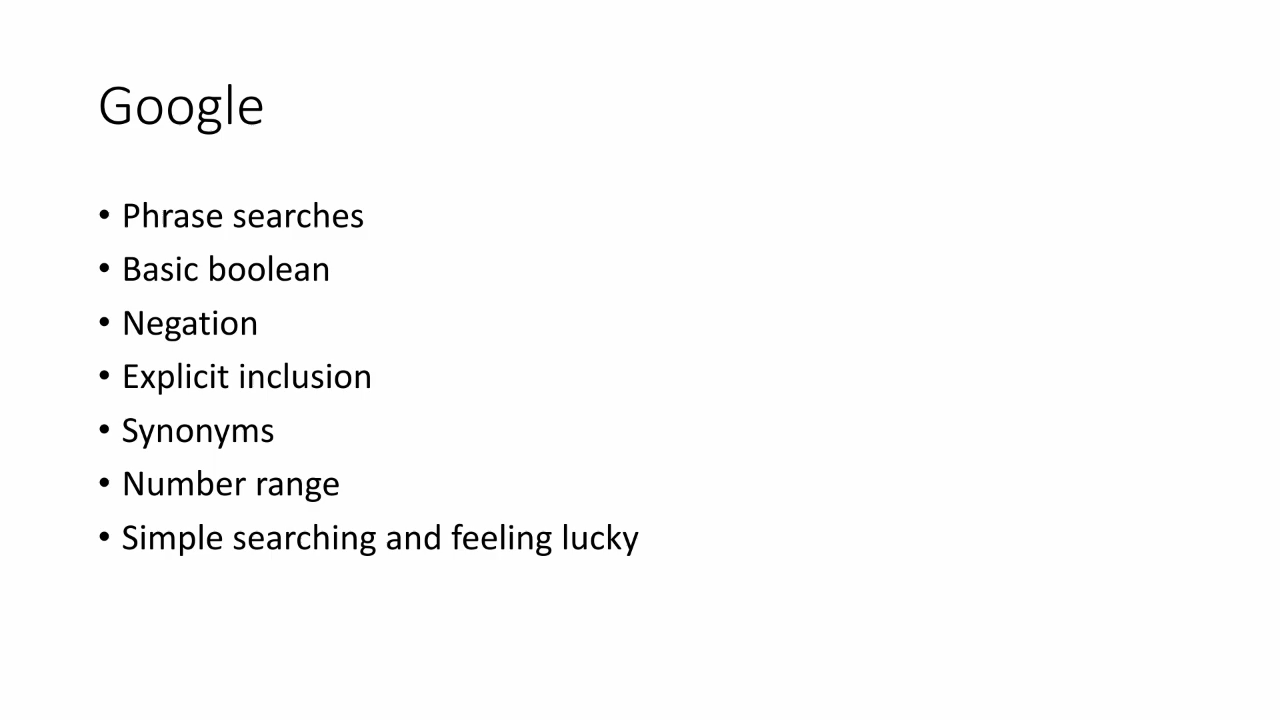 Google
• Phrase searches
• Basic boolean
• Negation
• Explicit inclusion
• Synonyms
• Number range
• Simple searching and feeling lucky